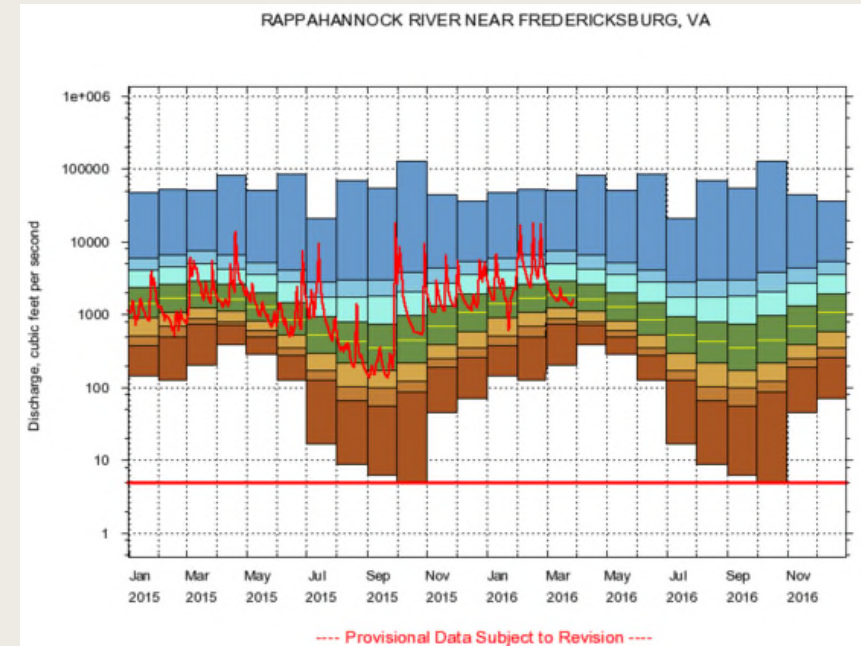 RAPPAHANNOCK RIVER NEAR FREDERICKSBURG, VA
Discharge, cubic feet per second
1e+006
100000
10000
1000
100
10
1
Jan Mar May Jul Sep Nov Jan Mar May Jul Sep Nov
2015 2015 2015 2015 2015 2015 2016 2016 2016 2016 2016 2016
---- Provisional Data Subject to Revision ----